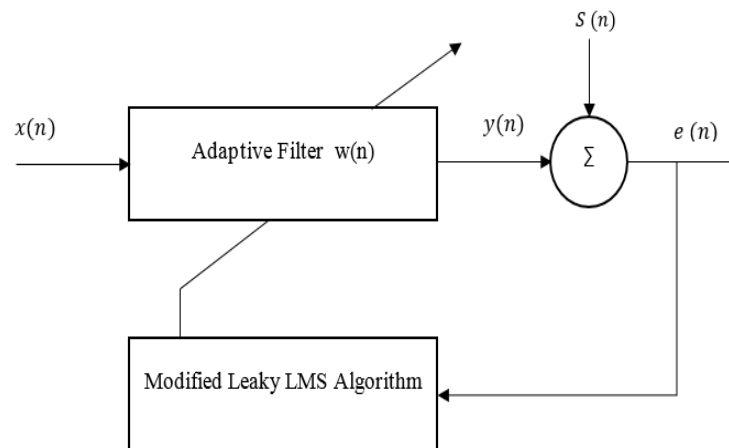 S (n)
x(n)
Adaptive Filter w(n)
y(n)
Σ
e (n)
Modified Leaky LMS Algorithm